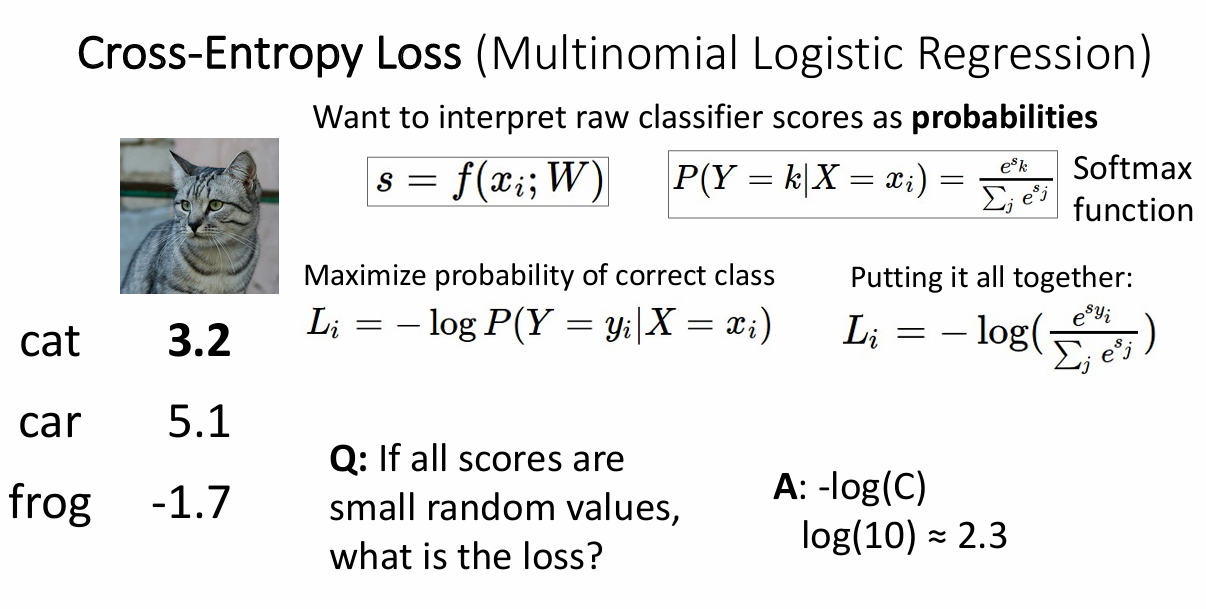 Cross-Entropy Loss (Multinomial Logistic Regression)
Want to interpret raw classifier scores as probabilities
s = f(x_i; W)
P(Y = k|X = x_i) = \frac{e^{s_k}}{\sum_j e^{s_j}}
Softmax
function
Maximize probability of correct class
L_i = − log P(Y = y_i|X = x_i)
Putting it all together:
L_i = − log(\frac{e^{s_{y_i}}}{\sum_j e^{s_j}})
cat 3.2
car 5.1
frog -1.7
Q: If all scores are
small random values,
what is the loss?
A: -log(C)
log(10) ≈ 2.3